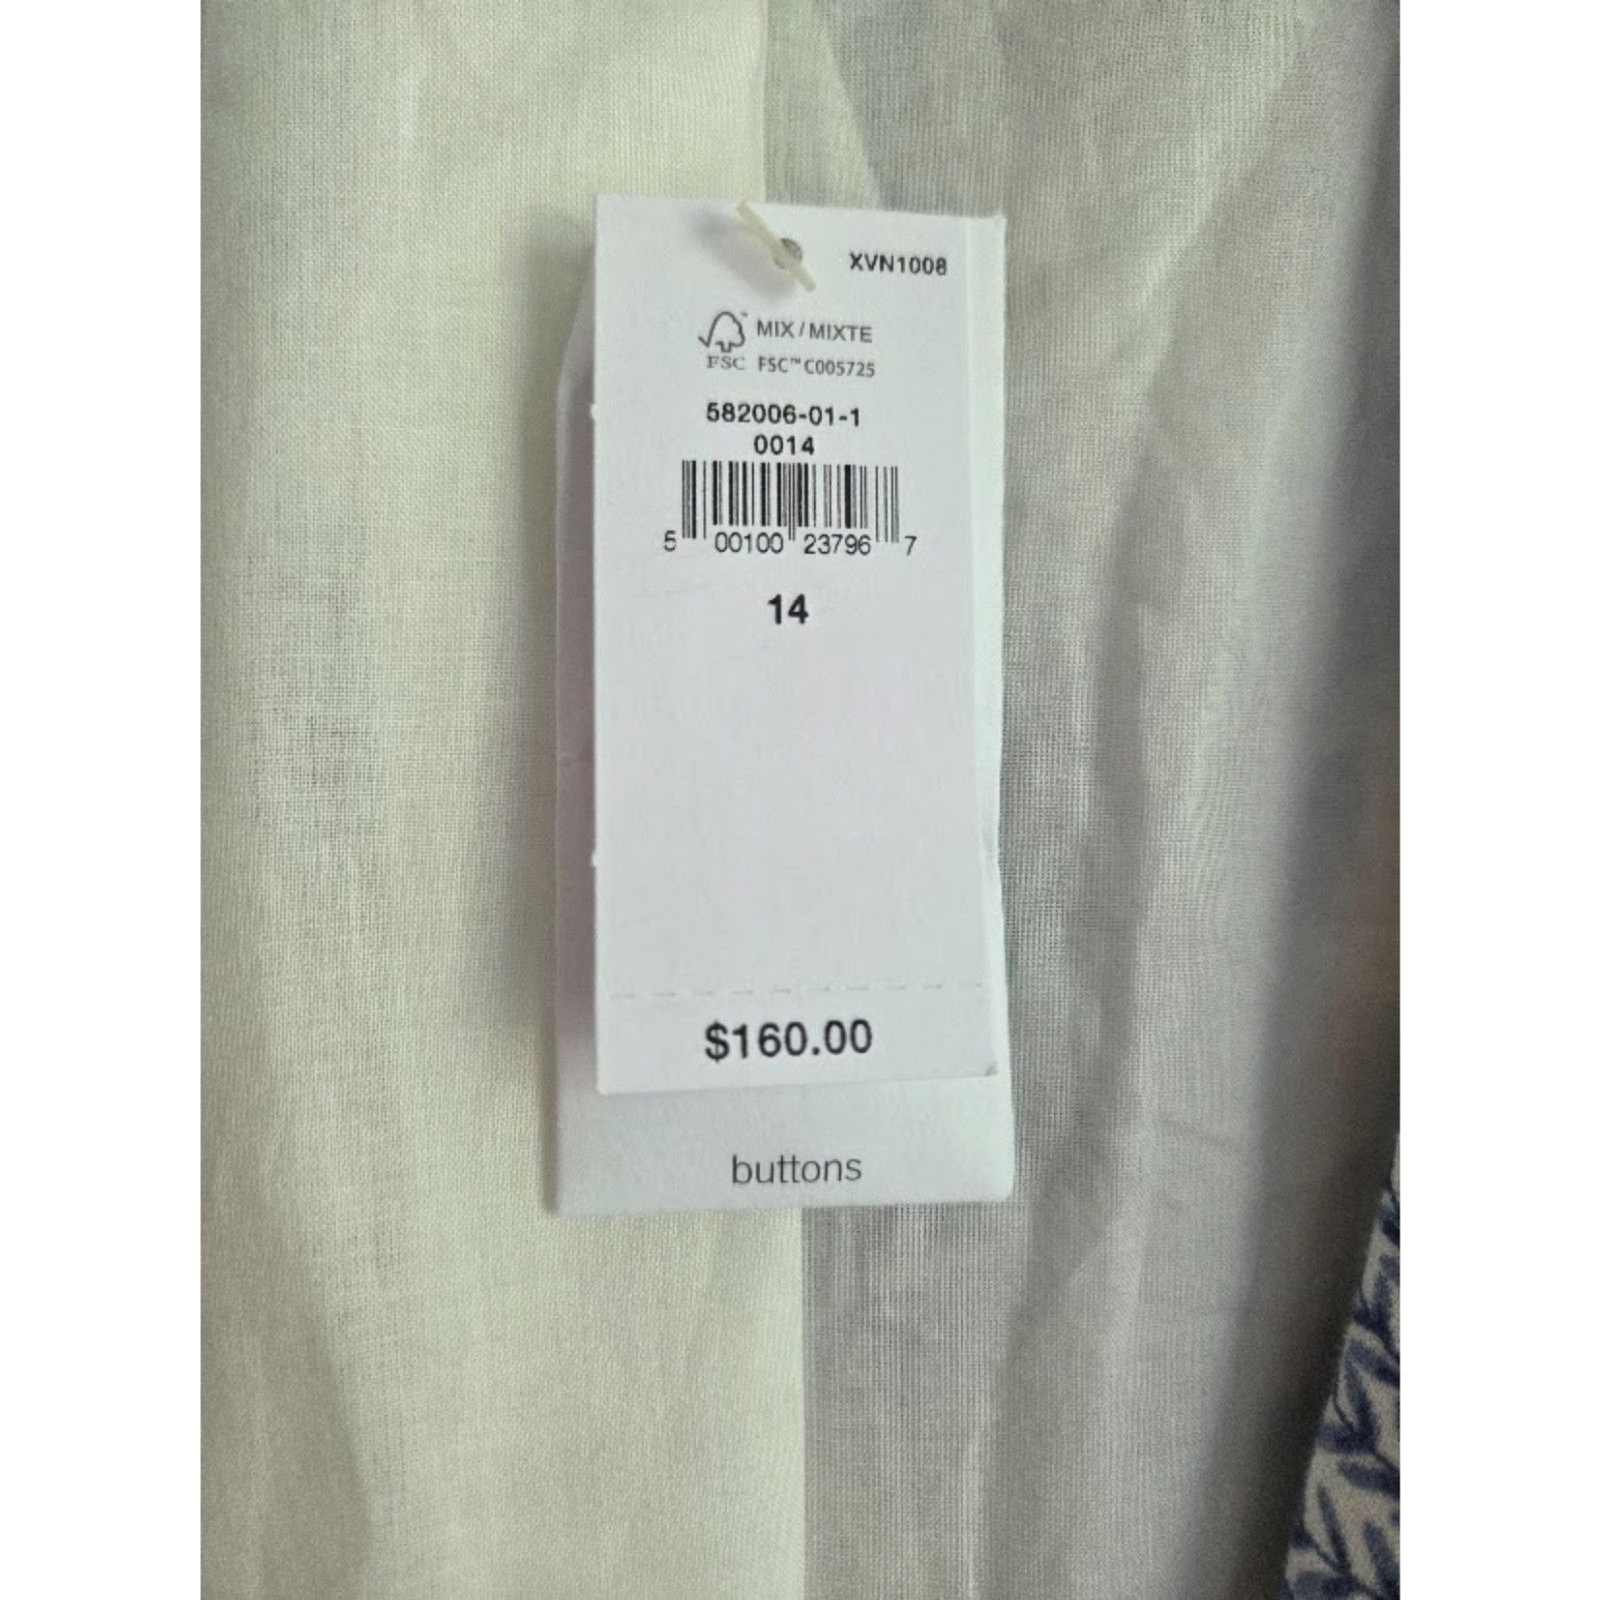 XVN1008
MIX / MIXTE
FSC FSC™ C005725
582006-01-1
0014
5 00100 23796 7
14
$160.00
buttons